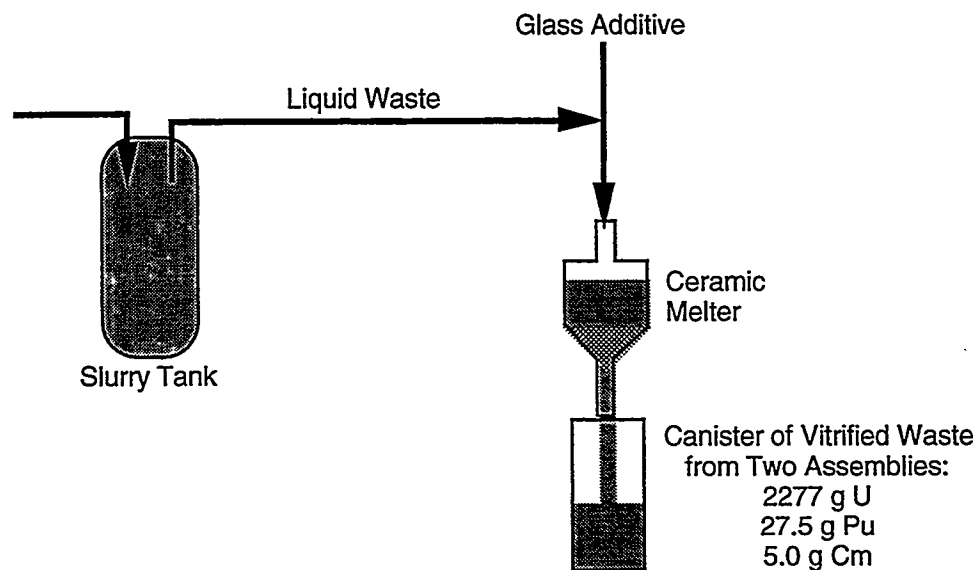 Glass Additive
Liquid Waste
Slurry Tank
Ceramic
Melter
Canister of Vitrified Waste
from Two Assemblies:
2277 g U
27.5 g Pu
5.0 g Cm